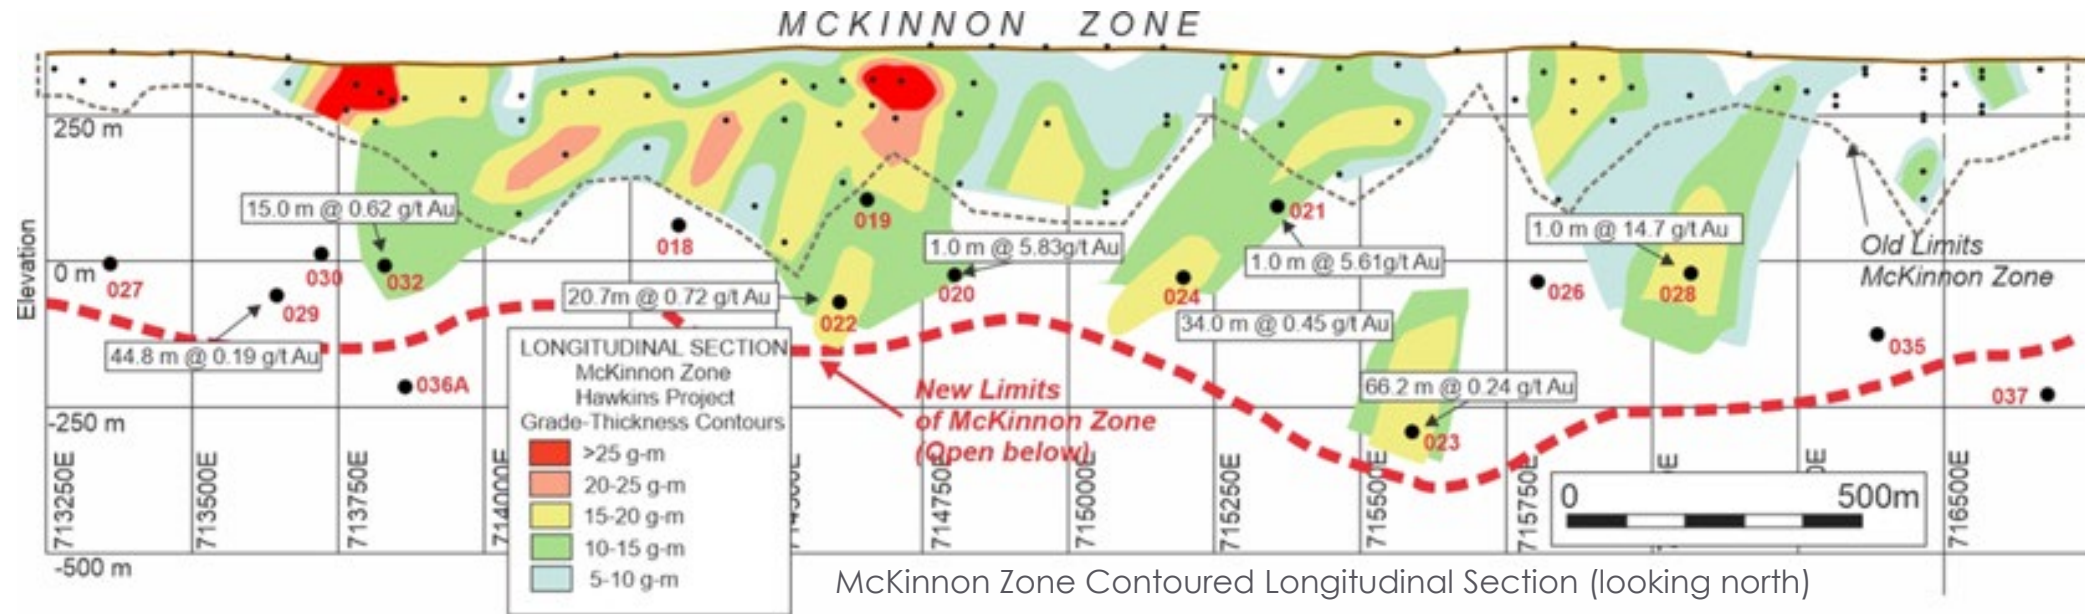 MCKINNON ZONE
250 m
Elevation
0 m
-250 m
-500 m
15.0 m @ 0.62 g/t Au
019
021
018
1.0 m @ 5.83g/t Au
1.0 m @ 5.61g/t Au
1.0 m @ 14.7 g/t Au
Old Limits
McKinnon Zone
027
030
032
029
20.7m @ 0.72 g/t Au
022
020
024
026
028
34.0 m @ 0.45 g/t Au
44.8 m @ 0.19 g/t Au
035
036A
66.2 m @ 0.24 g/t Au
037
023
New Limits
of McKinnon Zone
(Open below)
LONGITUDINAL SECTION
McKinnon Zone
Hawkins Project
Grade-Thickness Contours
>25 g-m
20-25 g-m
15-20 g-m
10-15 g-m
5-10 g-m
713250E
713500E
713750E
714750E
715000E
715250E
715500E
715750E
716500E
0 500m
McKinnon Zone Contoured Longitudinal Section (looking north)